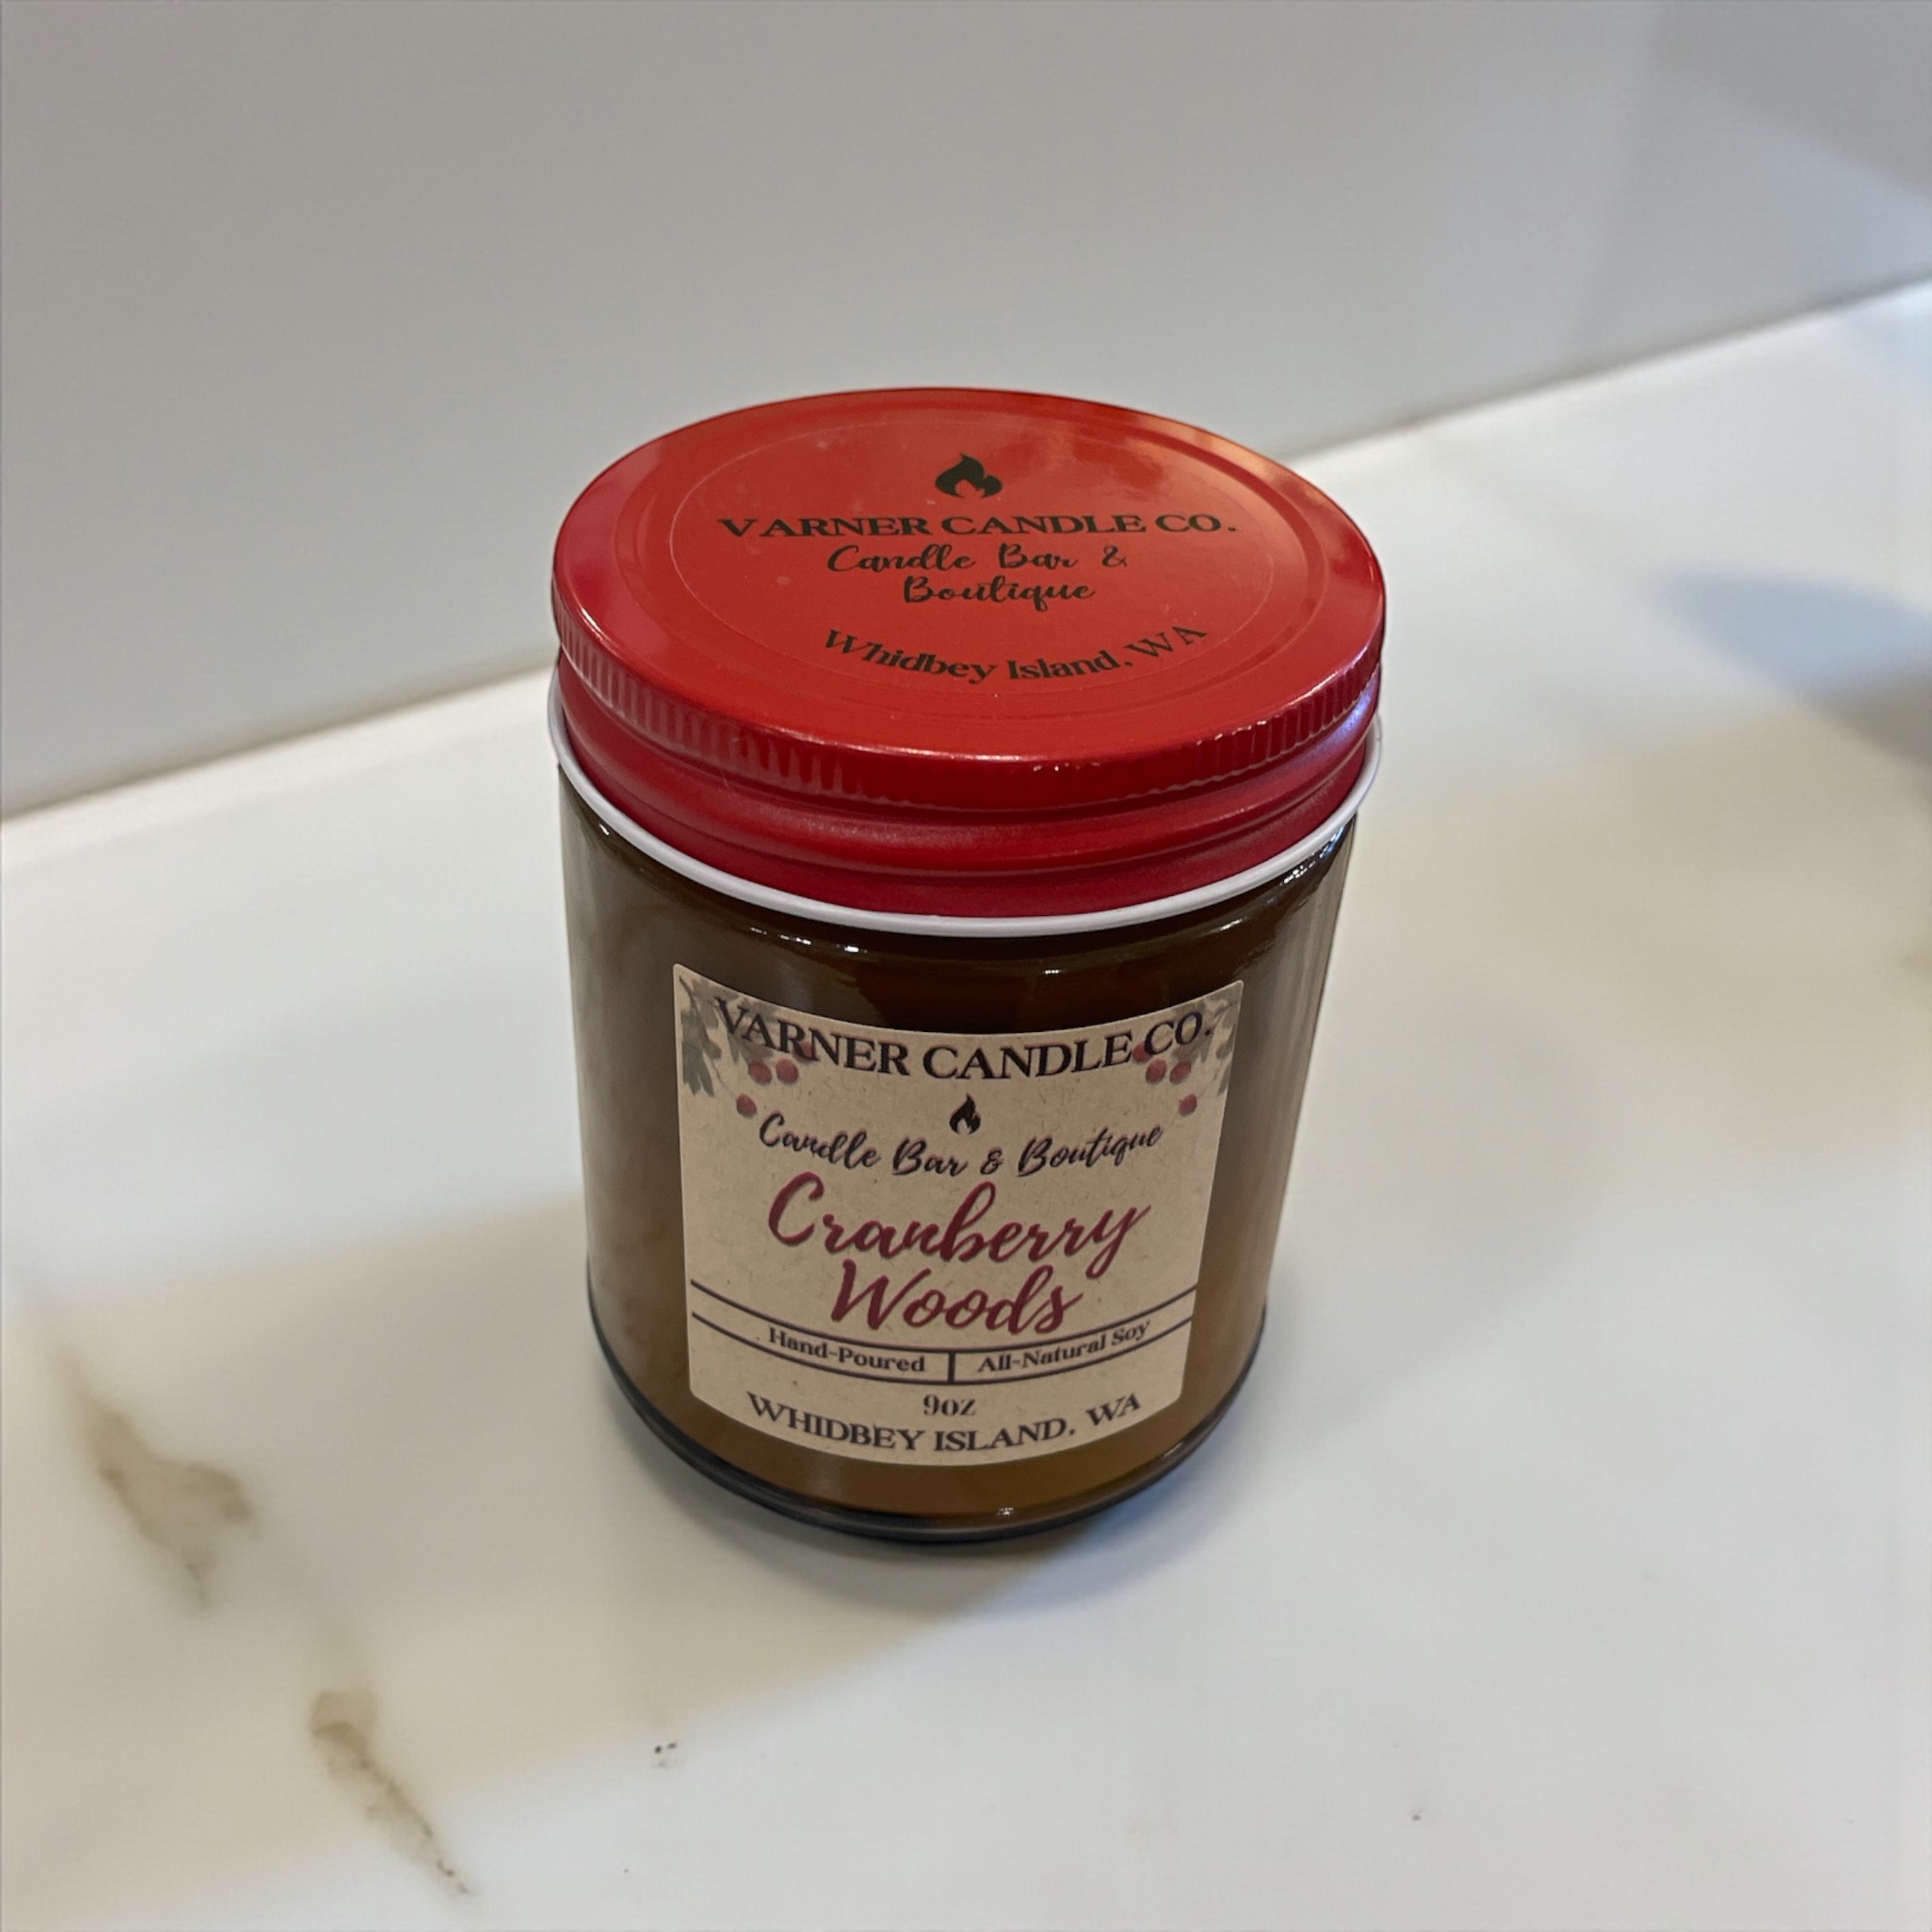 VARNER CANDLE CO.
Candle Bar &
Boutique
Whidbey Island, WA
VARNER CANDLE CO.
Candle Bar & Boutique
Cranberry
Woods
Hand-Poured All-Natural Soy
9oz
WHIDBEY ISLAND, WA